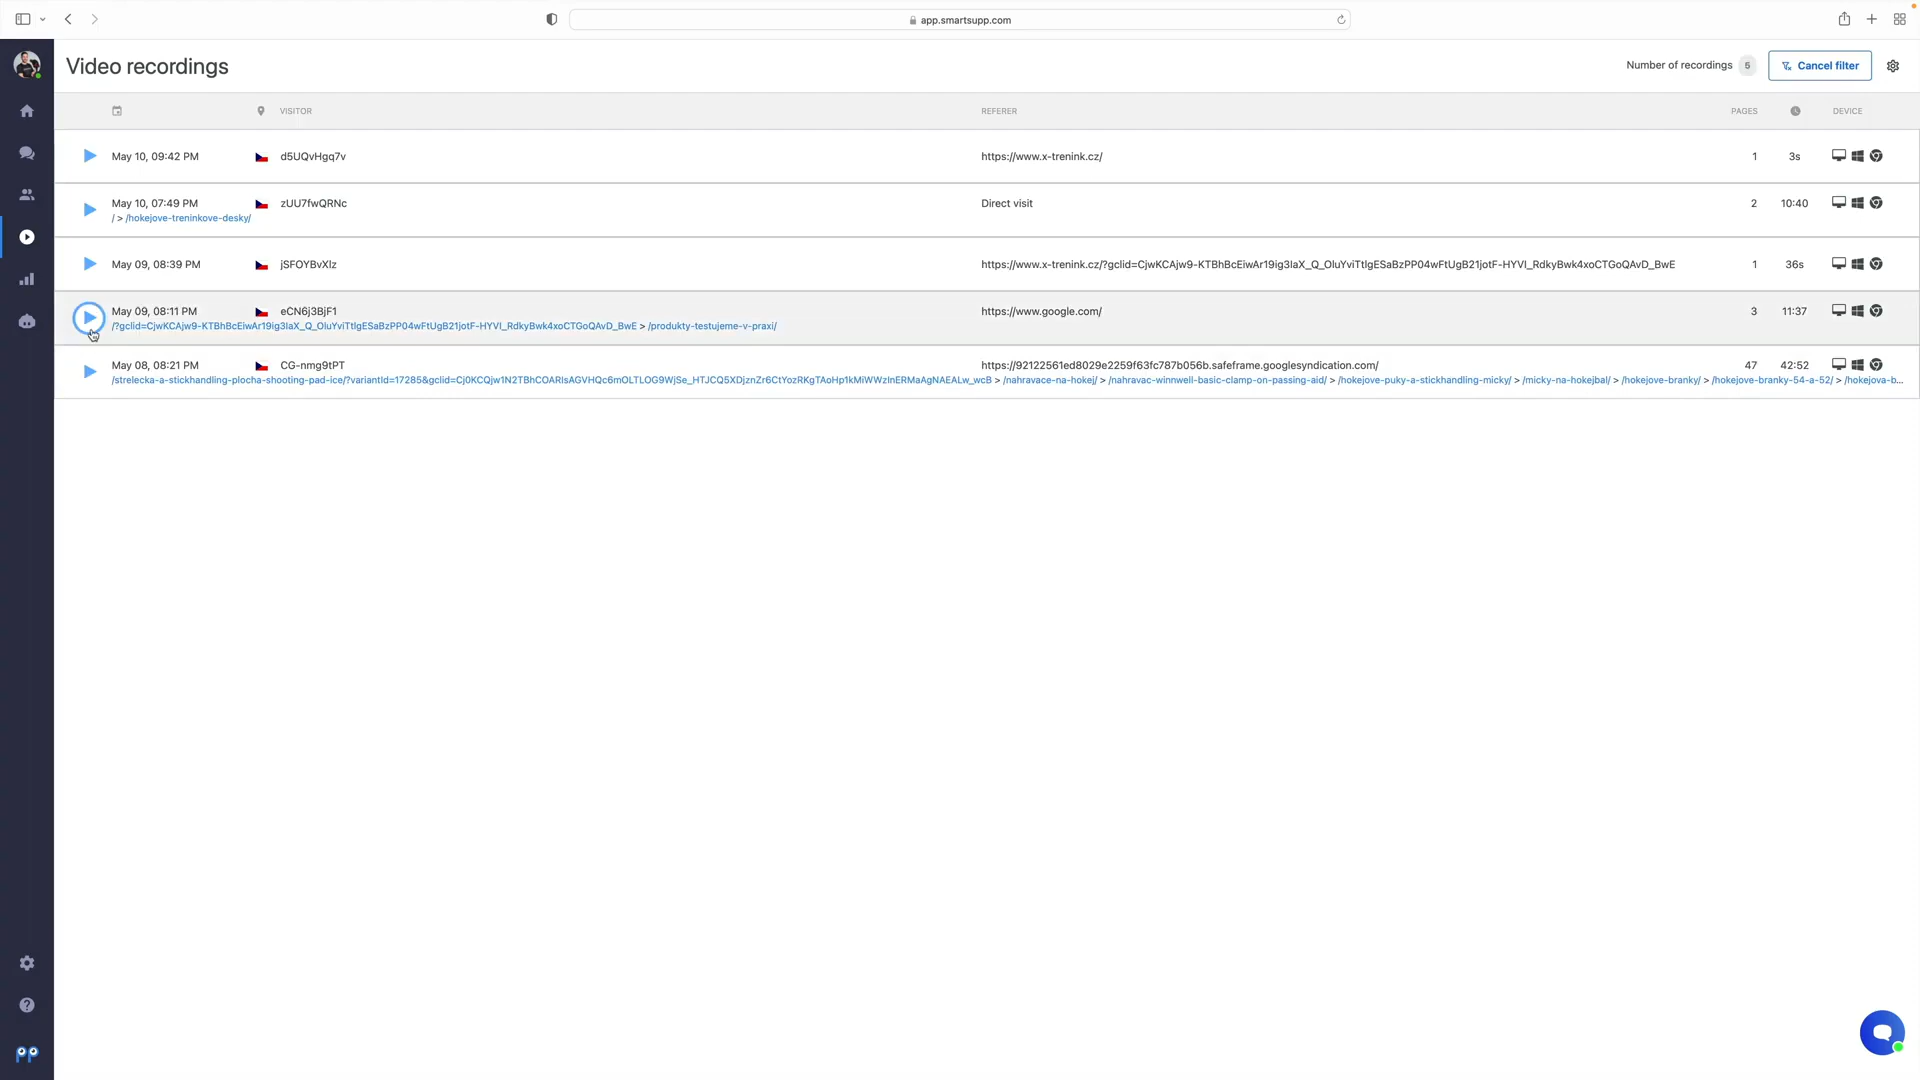 app.smartsupp.com
Video recordings
Number of recordings 5 Cancel filter
VISITOR REFERER PAGES DEVICE
May 10, 09:42 PM d5UQvHgq7v https://www.x-trenink.cz/ 1 3s
May 10, 07:49 PM zUU7fwQRNc Direct visit 2 10:40
/ > /hokejove-treninkove-desky/
May 09, 08:39 PM jSFOYBvXIz https://www.x-trenink.cz/?gclid=CjwKCAjw9-KTBhBcEiwAr19ig3IaX_Q_OluYviTtIgESaBzPP04wFtUgB21jotF-HYVI_RdkyBwk4xoCTGoQAvD_BwE 1 36s
May 09, 08:11 PM eCN6j3BjF1 https://www.google.com/ 3 11:37
/?gclid=CjwKCAjw9-KTBhBcEiwAr19ig3IaX_Q_OluYviTtIgESaBzPP04wFtUgB21jotF-HYVI_RdkyBwk4xoCTGoQAvD_BwE > /produkty-testujeme-v-praxi/
May 08, 08:21 PM CG-nmg9tPT https://92122561ed8029e2259f63fc787b056b.safeframe.googlesyndication.com/ 47 42:52
/strelecka-a-stickhandling-plocha-shooting-pad-ice/?variantId=17285&gclid=Cj0KCQjw1N2TBhCOARIsAGVHQc6mOLTLOG9WjSe_HTJCQ5XDjznZr6CtYozRKgTAoHp1kMiWWzInERMaAgNAEALw_wcB > /nahravace-na-hokej/ > /nahravac-winnwell-basic-clamp-on-passing-aid/ > /hokejove-puky-a-stickhandling-micky/ > /micky-na-hokejbal/ > /hokejove-branky/ > /hokejove-branky-54-a-52/ > /hokejova-b...